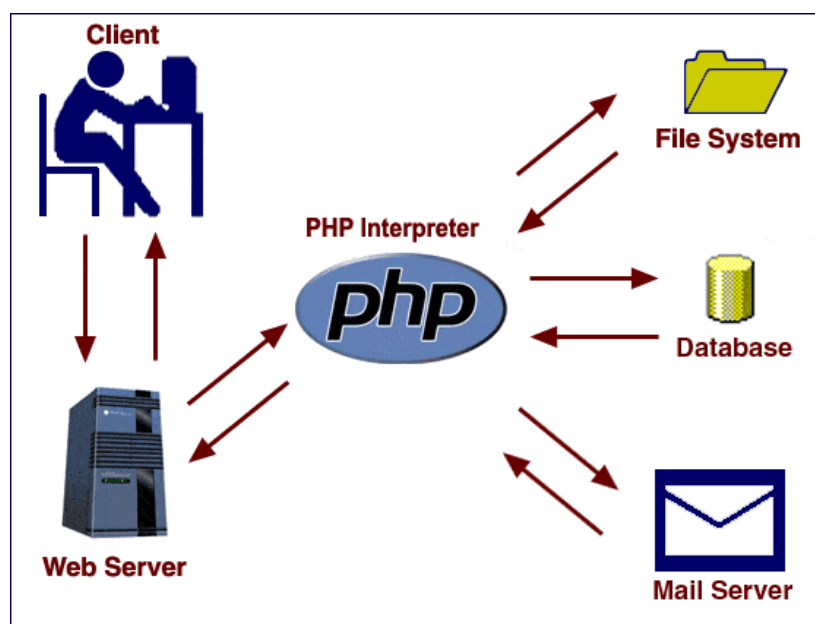 Client
File System
PHP Interpreter
php
Database
Web Server
Mail Server